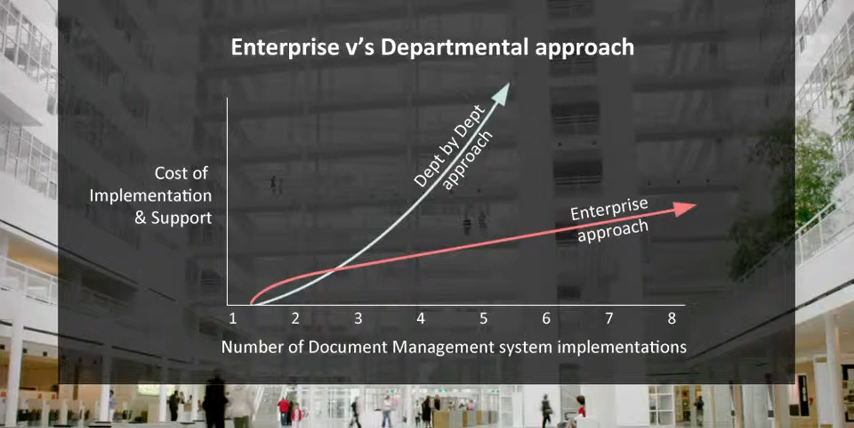 Enterprise v's Departmental approach
Dept by Dept
approach
Cost of
Implementation
& Support
Enterprise
approach
1 2 3 4 5 6 7 8
Number of Document Management system implementations